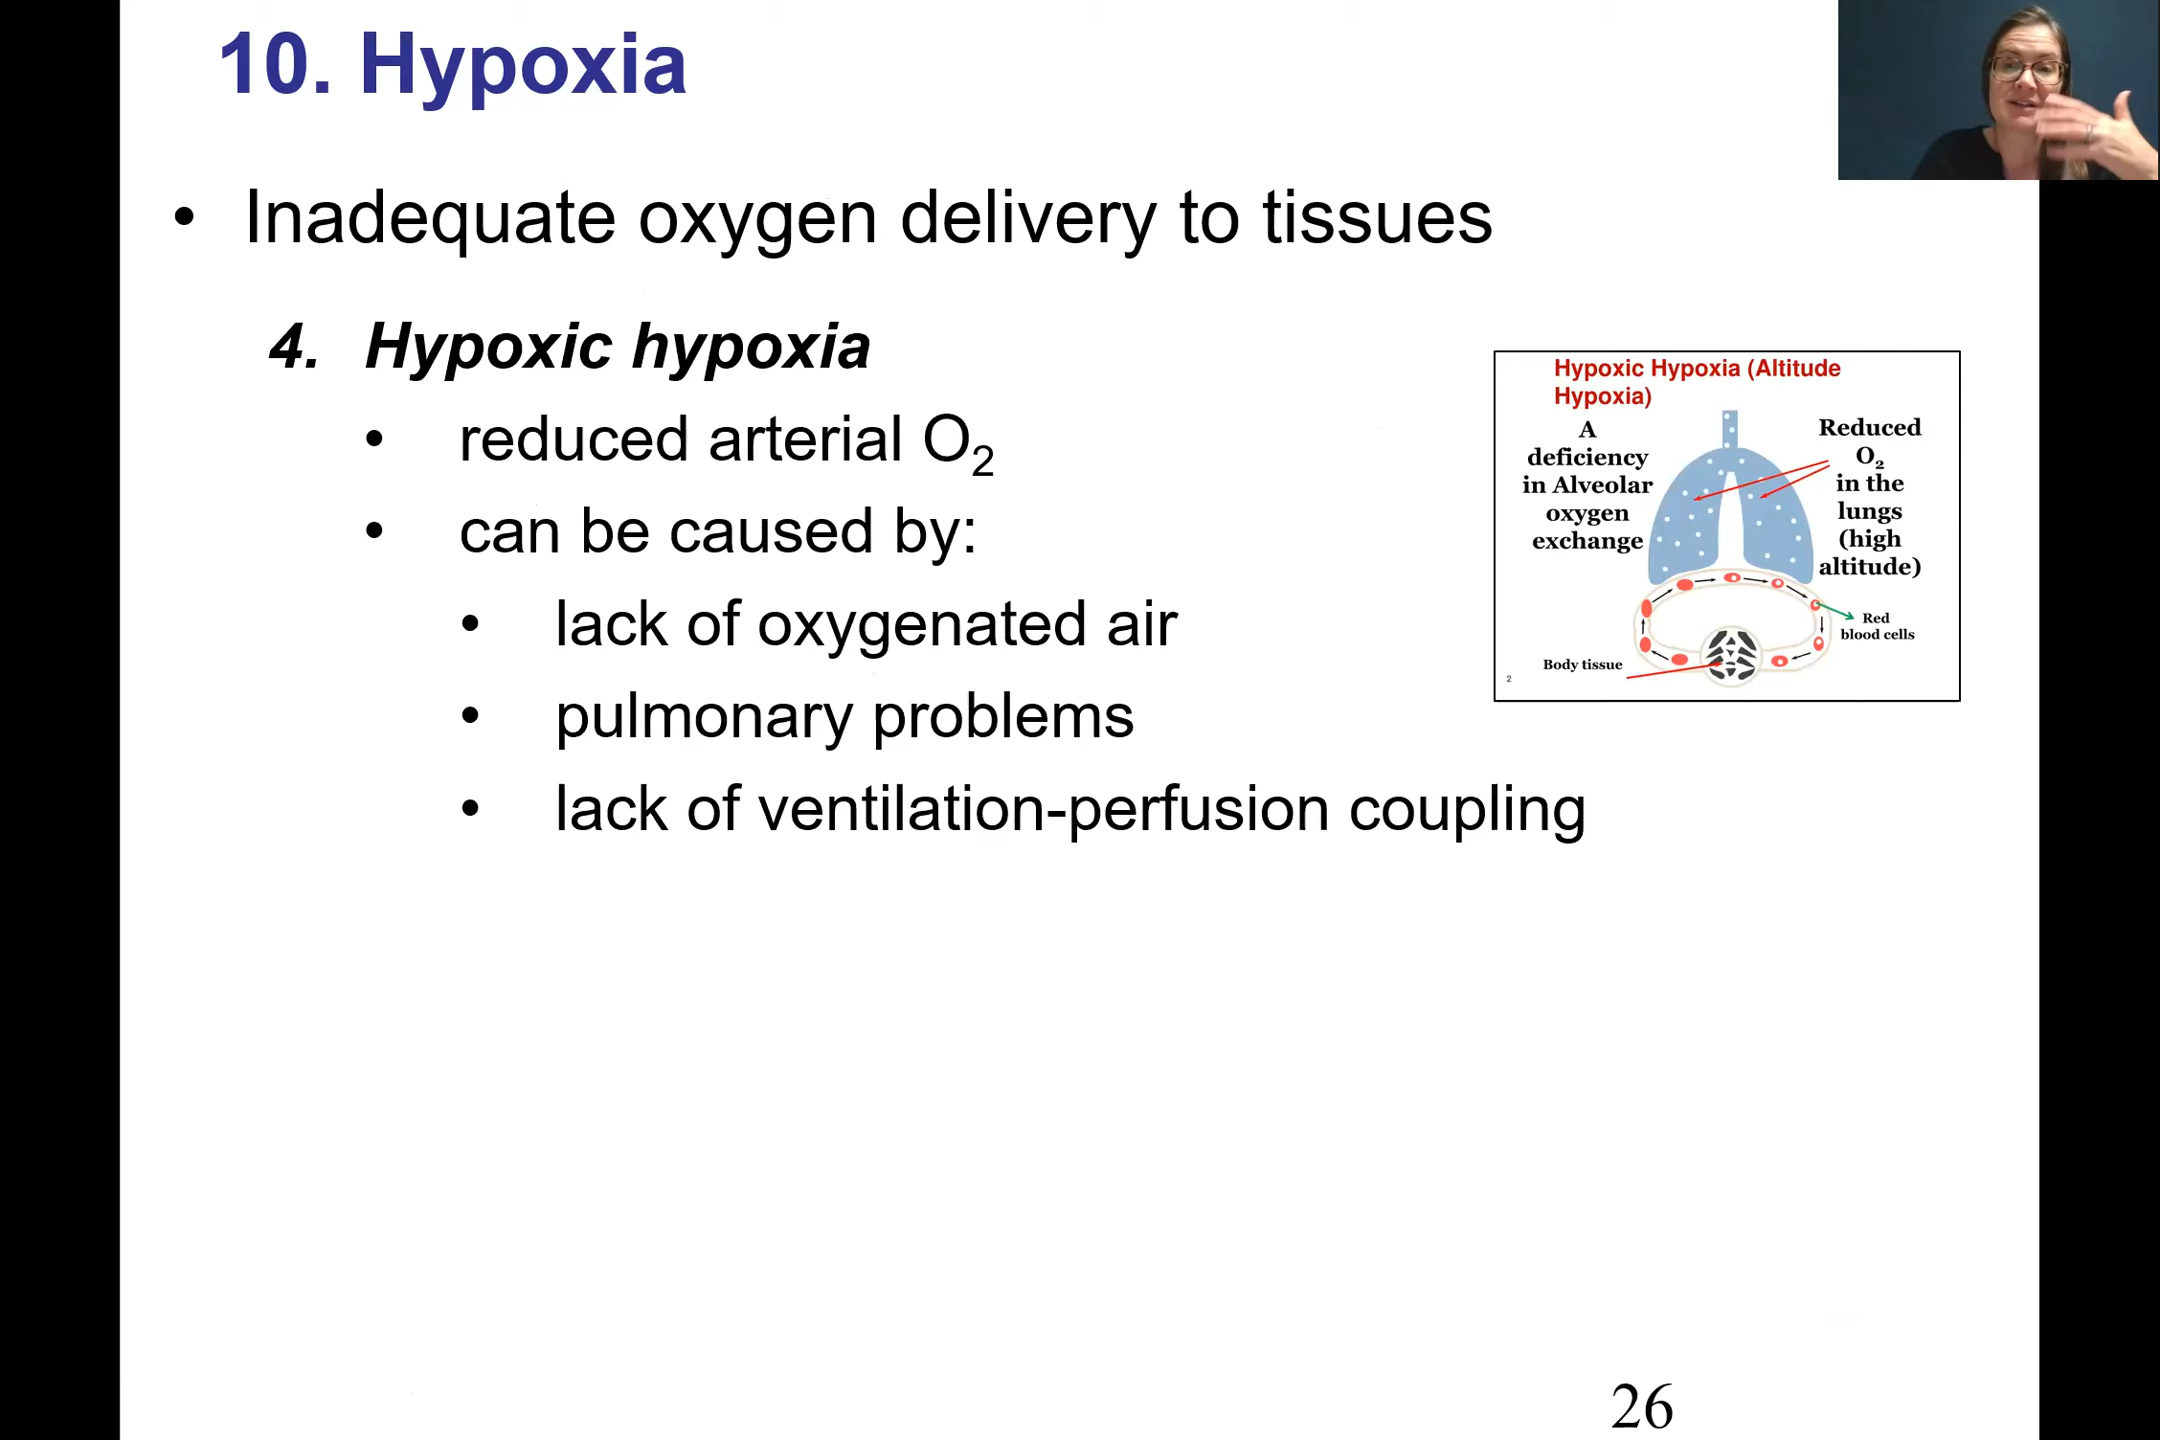 10. Hypoxia
• Inadequate oxygen delivery to tissues
4. Hypoxic hypoxia
• reduced arterial O₂
• can be caused by:
• lack of oxygenated air
• pulmonary problems
• lack of ventilation-perfusion coupling
Hypoxic Hypoxia (Altitude
Hypoxia)
A
deficiency
in Alveolar
oxygen
exchange
Reduced
O₂
in the
lungs
(high
altitude)
Red
blood cells
Body tissue
2
26